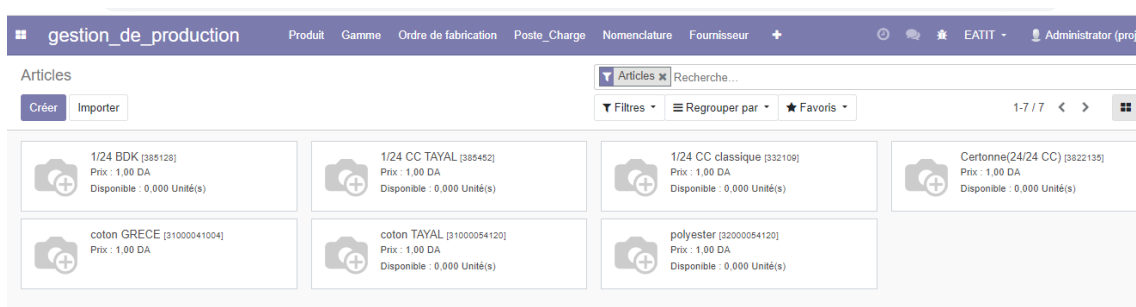 gestion_de_production Produit Gamme Ordre de fabrication Poste_Charge Nomenclature Fournisseur EATIT Administrator (proj
Articles
Articles Recherche...
Créer Importer
Filtres Regrouper par Favoris 1-7 / 7
1/24 BDK [385128]
Prix : 1,00 DA
Disponible : 0,000 Unité(s)
1/24 CC TAYAL [385452]
Prix : 1,00 DA
Disponible : 0,000 Unité(s)
1/24 CC classique [332109]
Prix : 1,00 DA
Disponible : 0,000 Unité(s)
Certonne(24/24 CC) [3822135]
Prix : 1,00 DA
Disponible : 0,000 Unité(s)
coton GRECE [31000041004]
Prix : 1,00 DA
coton TAYAL [31000054120]
Prix : 1,00 DA
Disponible : 0,000 Unité(s)
polyester [32000054120]
Prix : 1,00 DA
Disponible : 0,000 Unité(s)